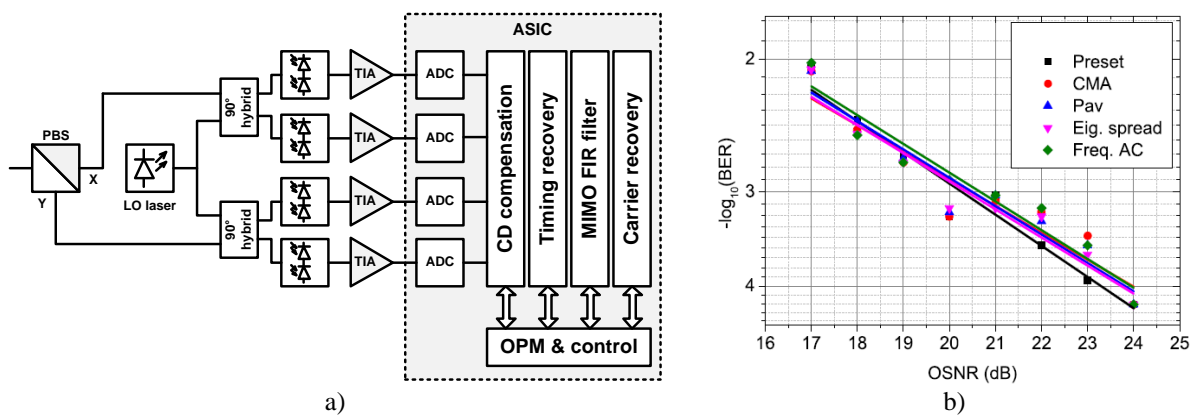 ASIC
PBS
X
Y
LO laser
90°
hybrid
90°
hybrid
TIA
TIA
TIA
TIA
ADC
ADC
ADC
ADC
CD compensation
Timing recovery
MIMO FIR filter
Carrier recovery
OPM & control
a)
-log10(BER)
2
3
4
Preset
CMA
Pav
Eig. spread
Freq. AC
16 17 18 19 20 21 22 23 24 25
OSNR (dB)
b)